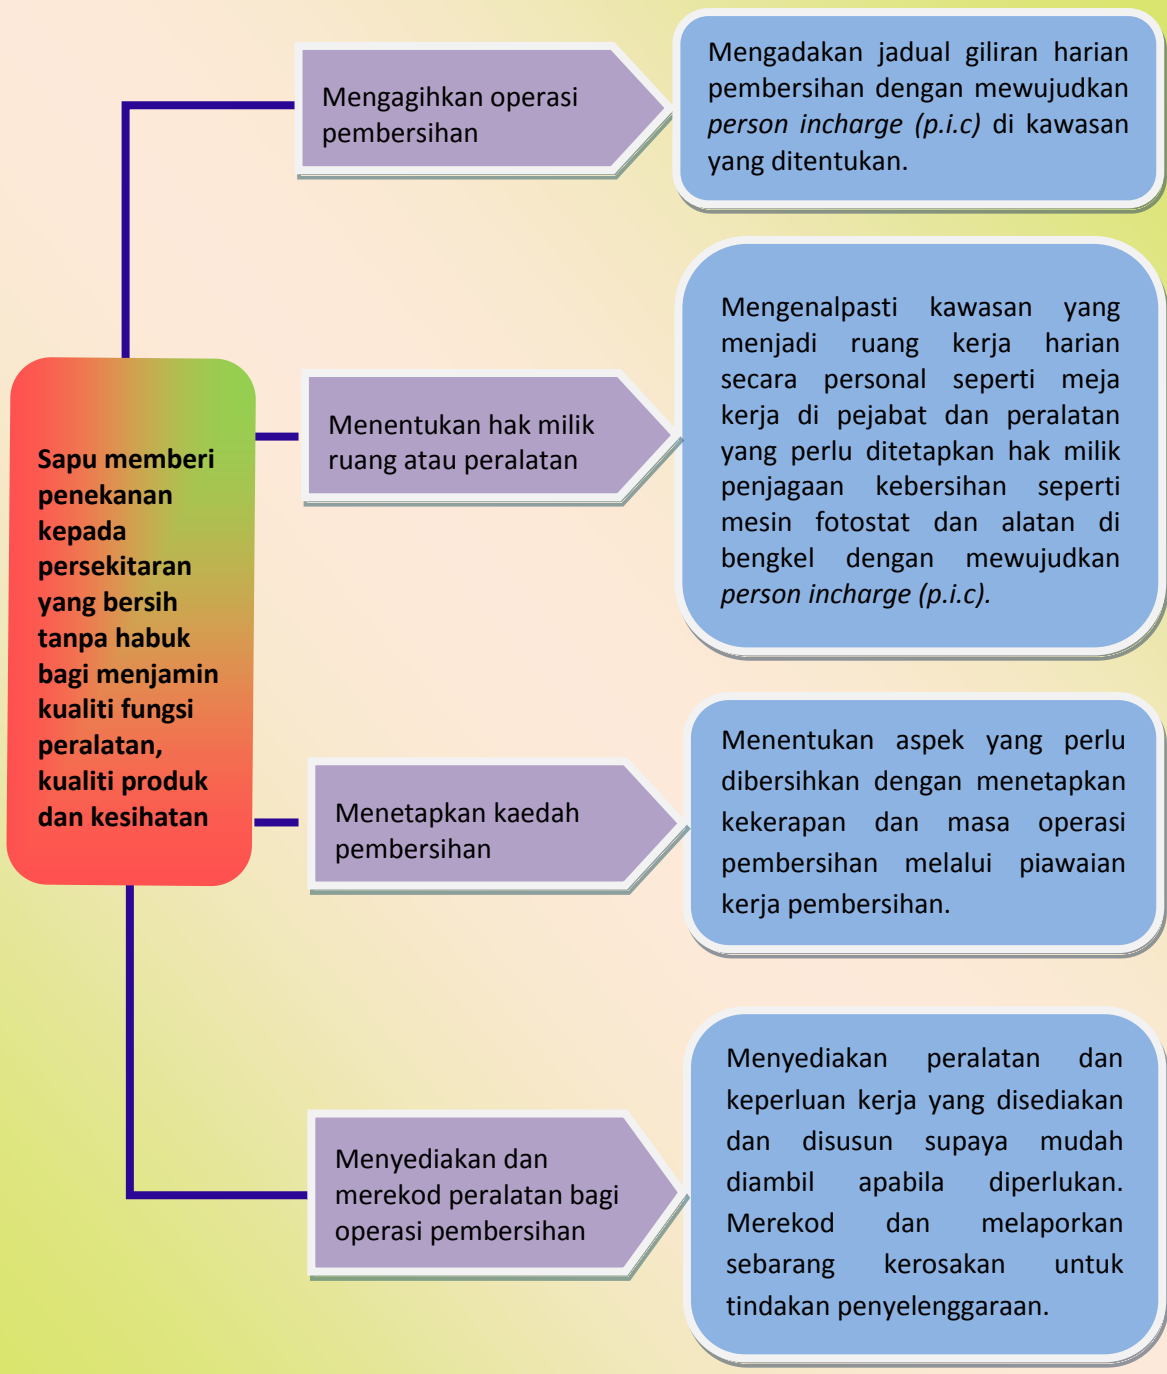 Sapu memberi
penekanan
kepada
persekitaran
yang bersih
tanpa habuk
bagi menjamin
kualiti fungsi
peralatan,
kualiti produk
dan kesihatan
Mengagihkan operasi
pembersihan
Mengadakan jadual giliran harian
pembersihan dengan mewujudkan
person incharge (p.i.c) di kawasan
yang ditentukan.
Menentukan hak milik
ruang atau peralatan
Mengenalpasti kawasan yang
menjadi ruang kerja harian
secara personal seperti meja
kerja di pejabat dan peralatan
yang perlu ditetapkan hak milik
penjagaan kebersihan seperti
mesin fotostat dan alatan di
bengkel dengan mewujudkan
person incharge (p.i.c).
Menetapkan kaedah
pembersihan
Menentukan aspek yang perlu
dibersihkan dengan menetapkan
kekerapan dan masa operasi
pembersihan melalui piawaian
kerja pembersihan.
Menyediakan dan
merekod peralatan bagi
operasi pembersihan
Menyediakan peralatan dan
keperluan kerja yang disediakan
dan disusun supaya mudah
diambil apabila diperlukan.
Merekod dan melaporkan
sebarang kerosakan untuk
tindakan penyelenggaraan.